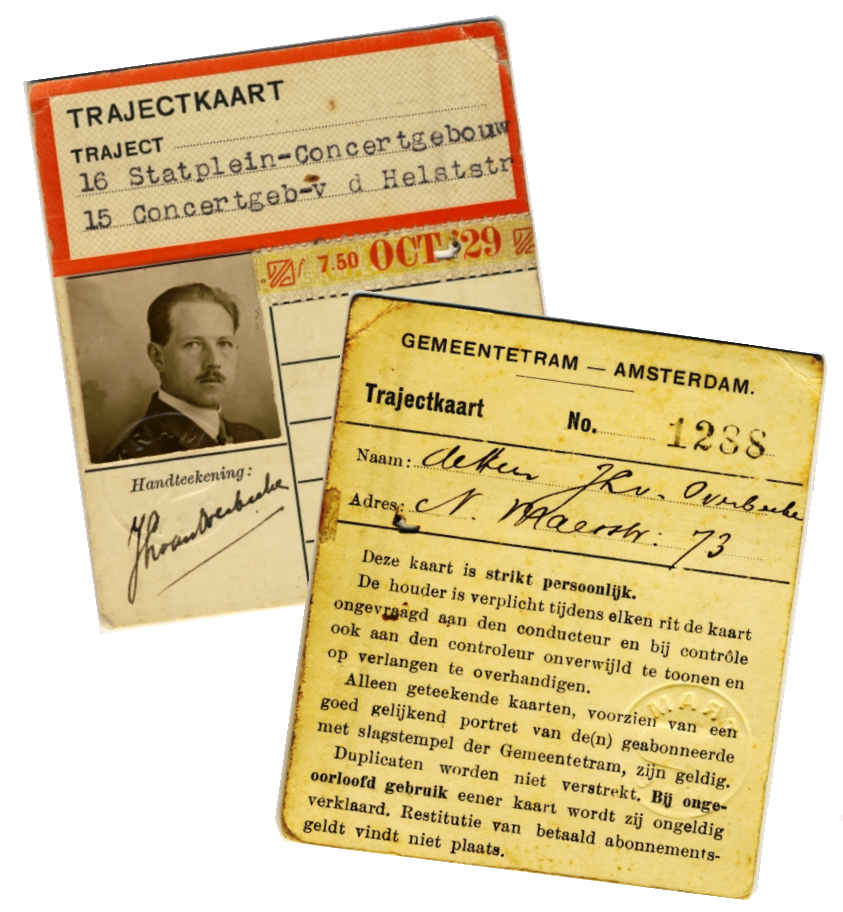 TRAJECTKAART
TRAJECT
16 Statplein-Concertgebouw
15 Concertgeb-v d Helststr
7.50 OCT '29
Handteekening:
GEMEENTETRAM — AMSTERDAM.
Trajectkaart No. 1288
Naam: J H v. Overbeeke
Adres: N. Maesstr: 73
Deze kaart is strikt persoonlijk.
De houder is verplicht tijdens elken rit de kaart
ongevraagd aan den conducteur en bij contrôle
ook aan den controleur onverwijld te toonen en
op verlangen te overhandigen.
Alleen geteekende kaarten, voorzien van een
goed gelijkend portret van de(n) geabonneerde
met slagstempel der Gemeentetram, zijn geldig.
Duplicaten worden niet verstrekt. Bij onge-
oorloofd gebruik eener kaart wordt zij ongeldig
verklaard. Restitutie van betaald abonnements-
geldt vindt niet plaats.